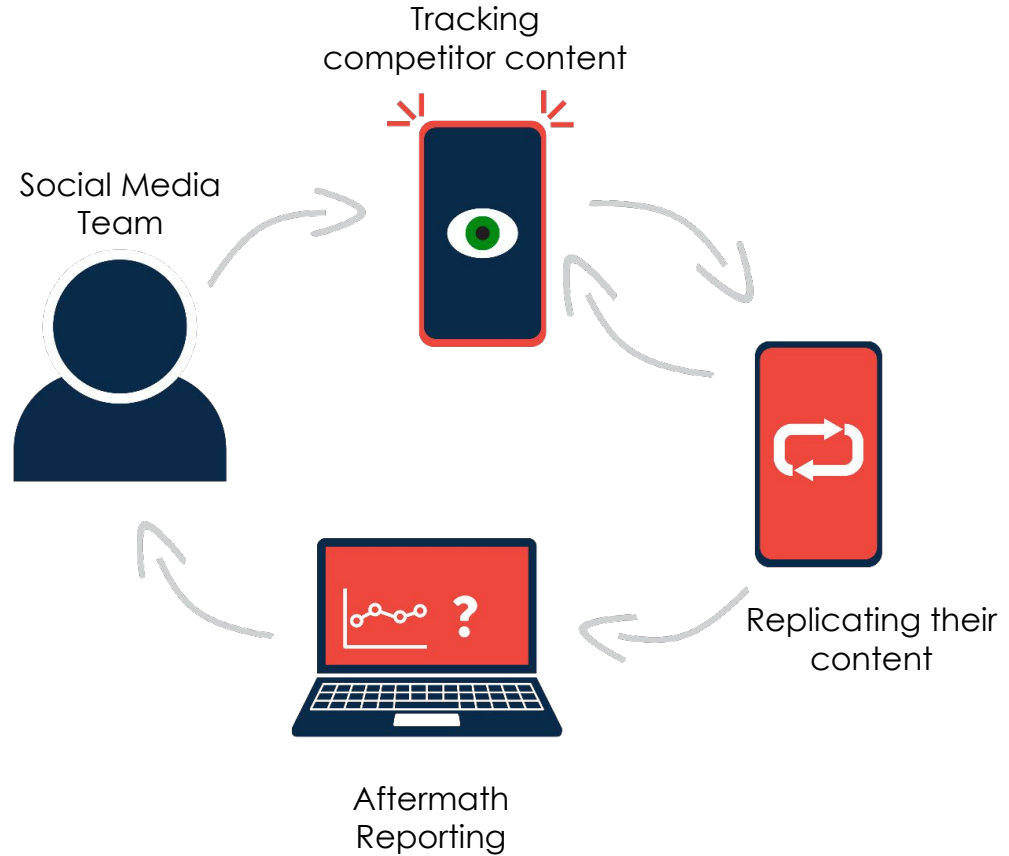 Tracking
competitor content
Social Media
Team
Replicating their
content
?
Aftermath
Reporting